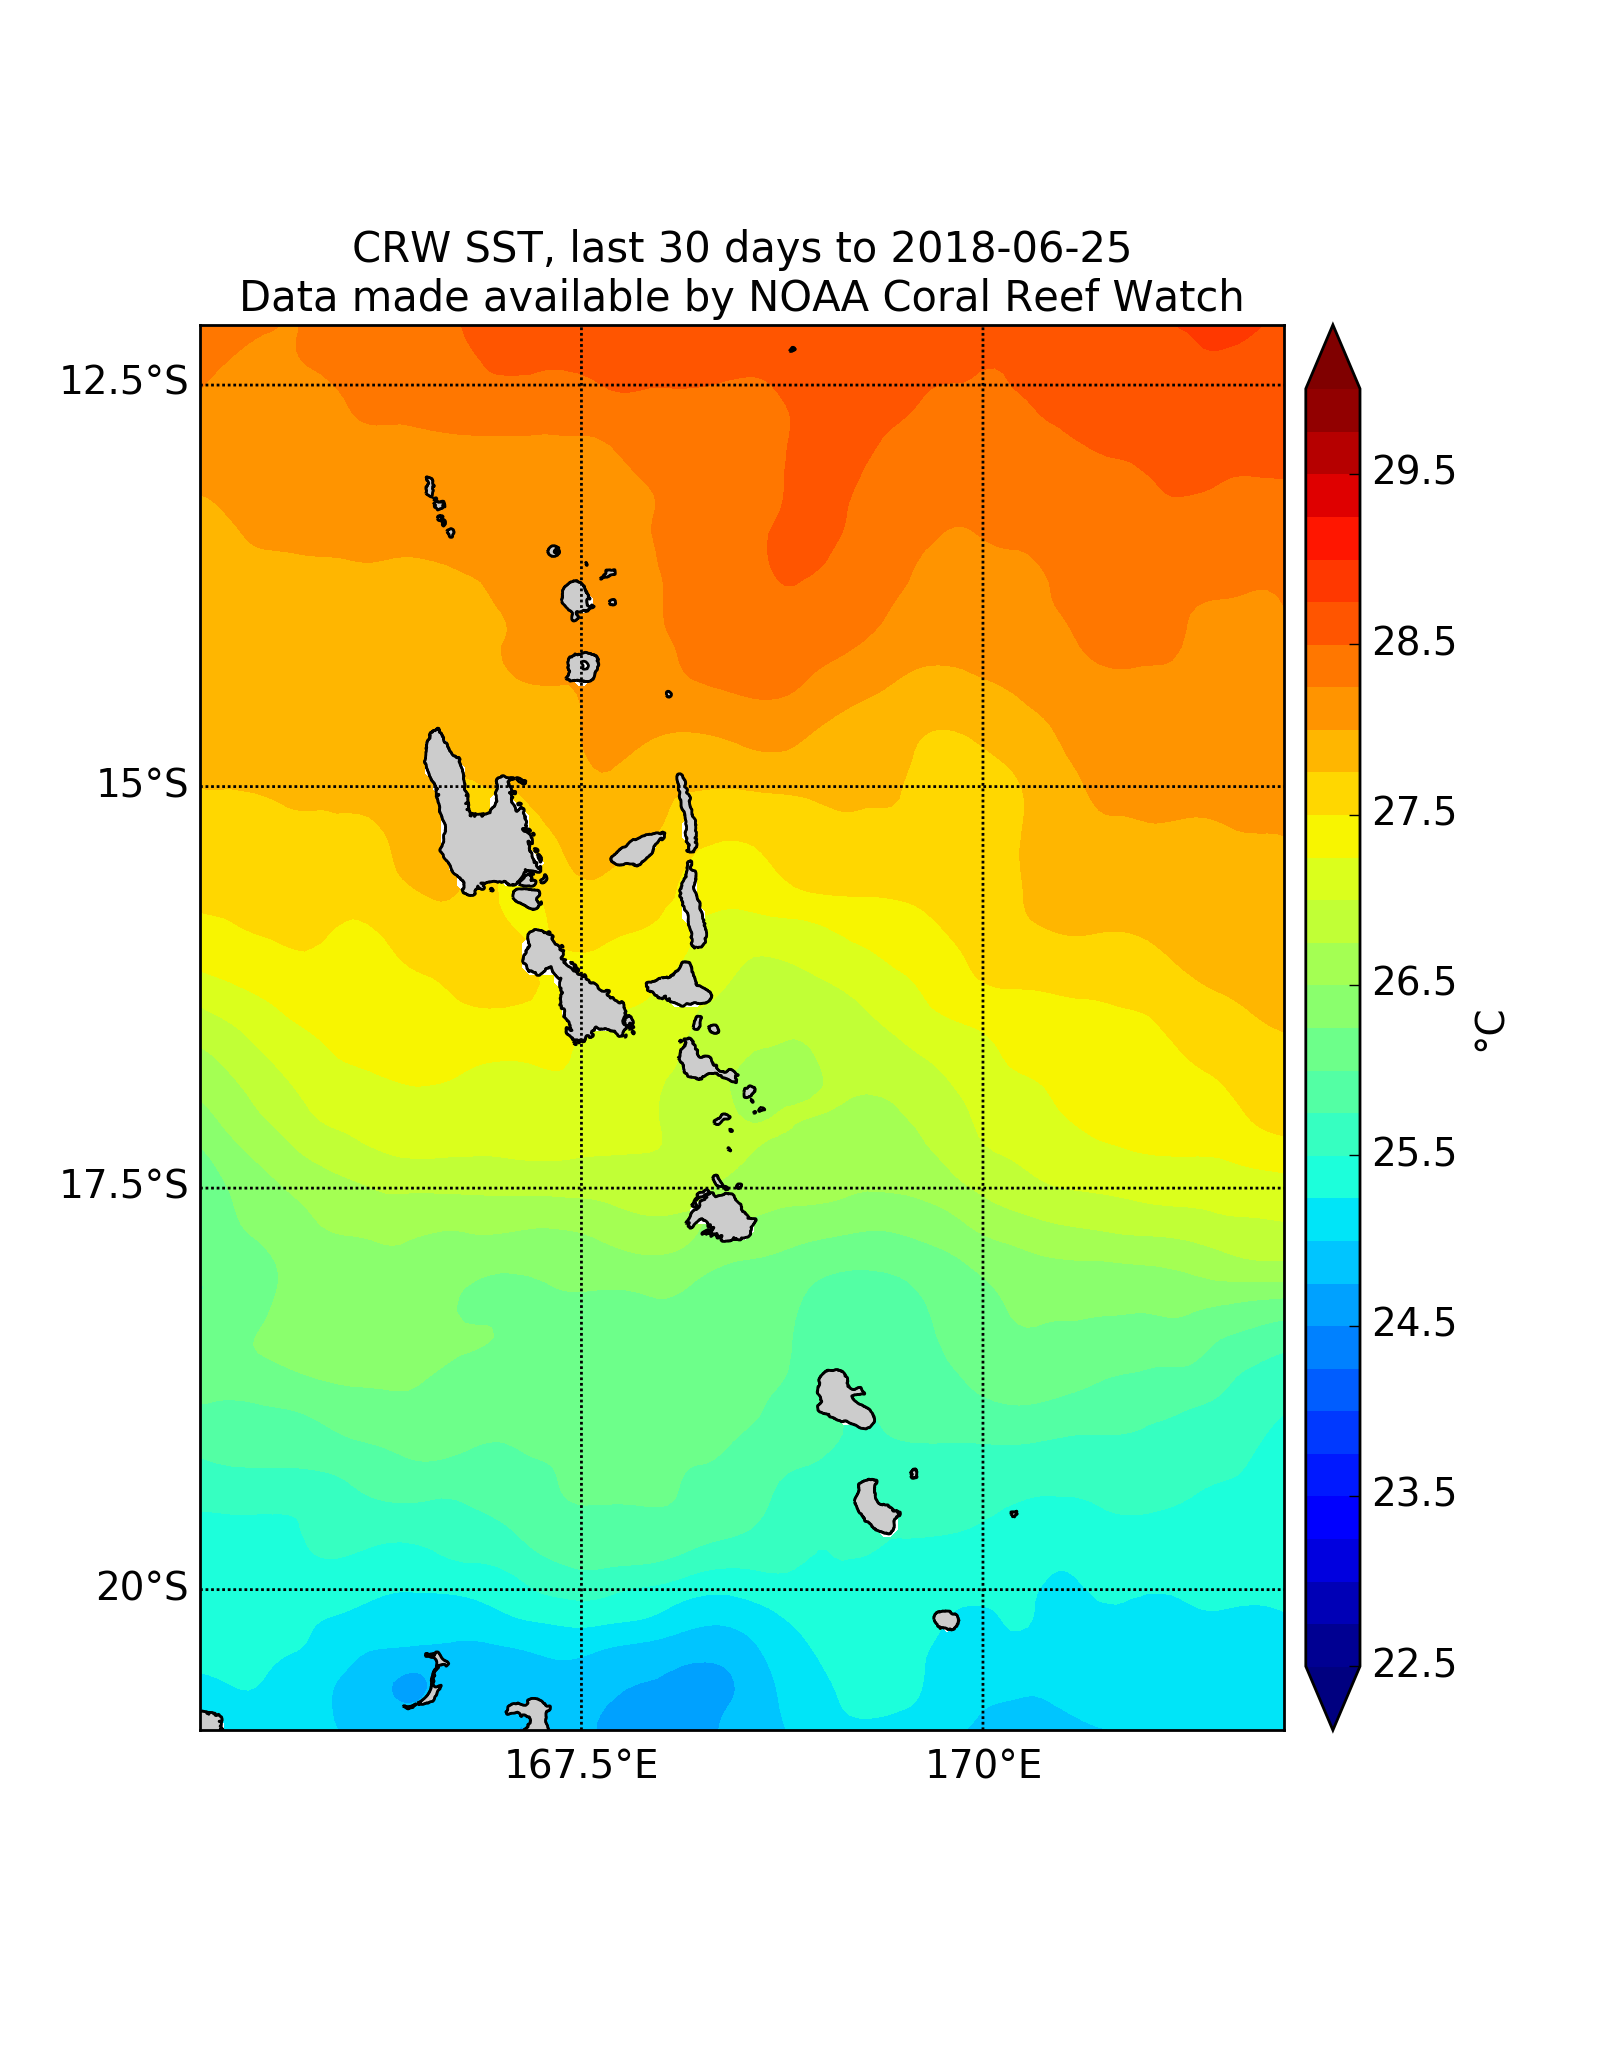 CRW SST, last 30 days to 2018-06-25
Data made available by NOAA Coral Reef Watch
12.5°S
15°S
17.5°S
20°S
167.5°E
170°E
29.5
28.5
27.5
26.5
25.5
24.5
23.5
22.5
°C